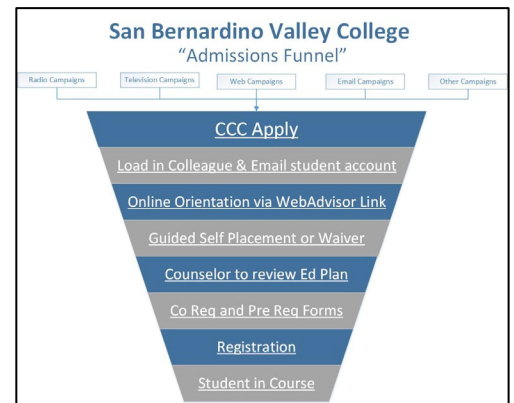 San Bernardino Valley College
“Admissions Funnel”
Radio Campaigns
Television Campaigns
Web Campaigns
Email Campaigns
Other Campaigns
CCC Apply
Load in Colleague & Email student account
Online Orientation via WebAdvisor Link
Guided Self Placement or Waiver
Counselor to review Ed Plan
Co Req and Pre Req Forms
Registration
Student in Course